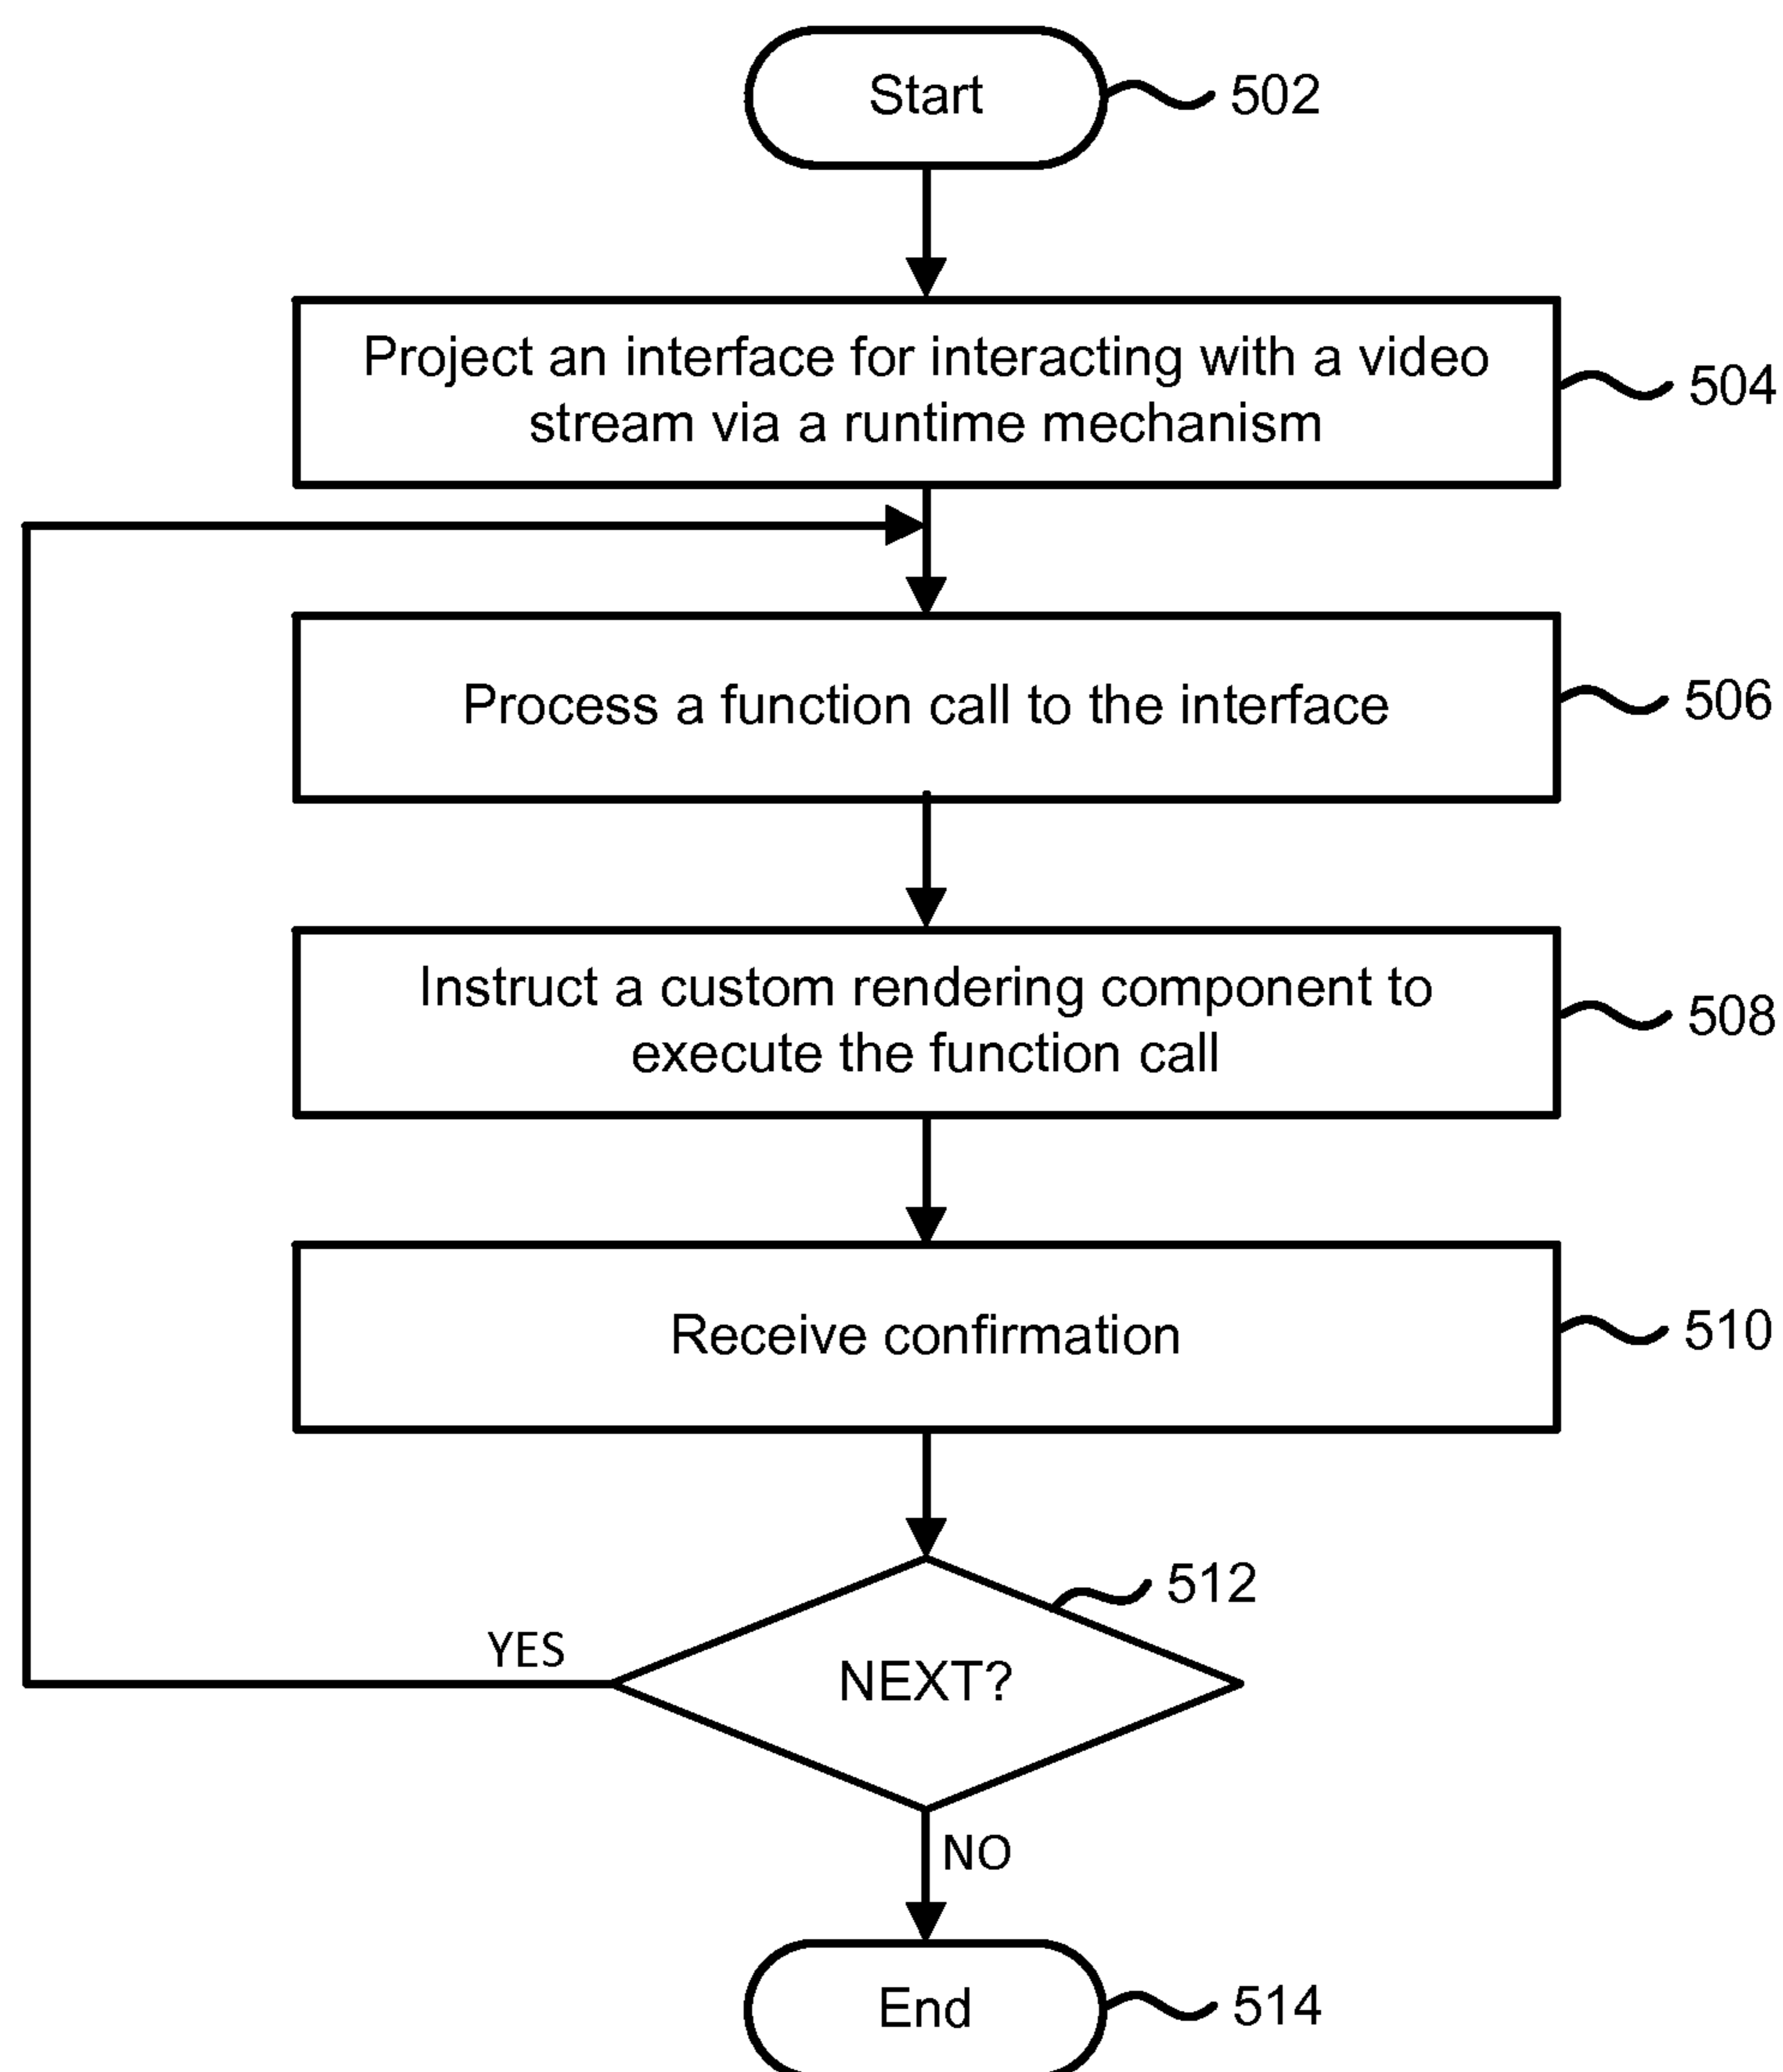 Start
502
Project an interface for interacting with a video
stream via a runtime mechanism
504
Process a function call to the interface
506
Instruct a custom rendering component to
execute the function call
508
Receive confirmation
510
512
YES
NEXT?
NO
End
514